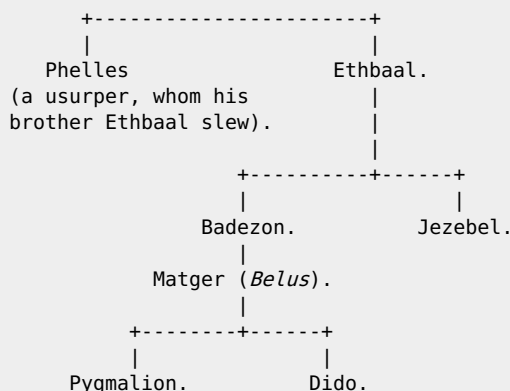 Phelles Ethbaal.
(a usurper, whom his
brother Ethbaal slew).
Badezon. Jezebel.
Matger (Belus).
Pygmalion. Dido.